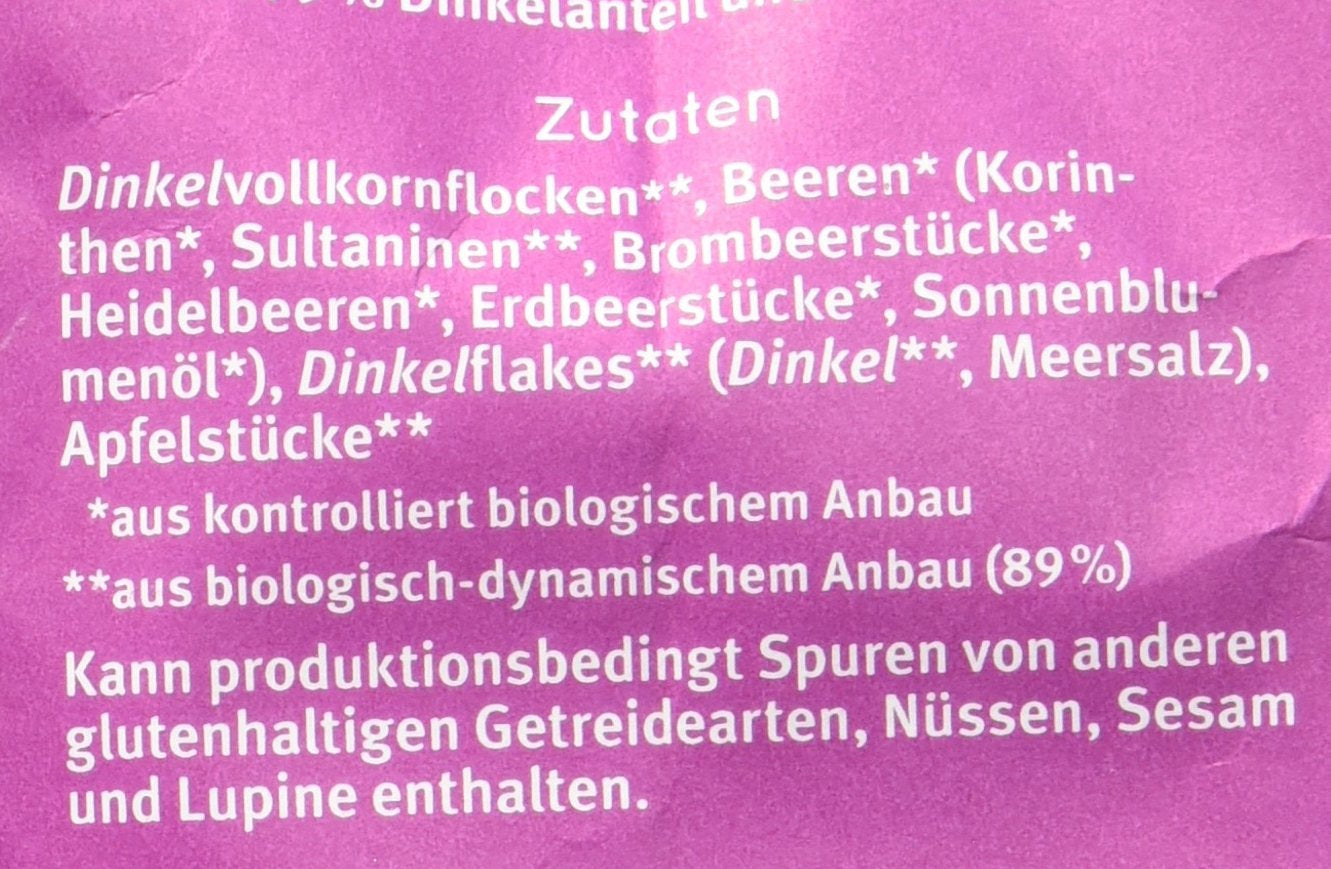 % Dinkelanteil
Zutaten
Dinkelvollkornflocken**, Beeren* (Korin-
then*, Sultaninen**, Brombeerstücke*,
Heidelbeeren*, Erdbeerstücke*, Sonnenblu-
menöl*), Dinkelflakes** (Dinkel**, Meersalz),
Apfelstücke**
*aus kontrolliert biologischem Anbau
**aus biologisch-dynamischem Anbau (89%)
Kann produktionsbedingt Spuren von anderen
glutenhaltigen Getreidearten, Nüssen, Sesam
und Lupine enthalten.